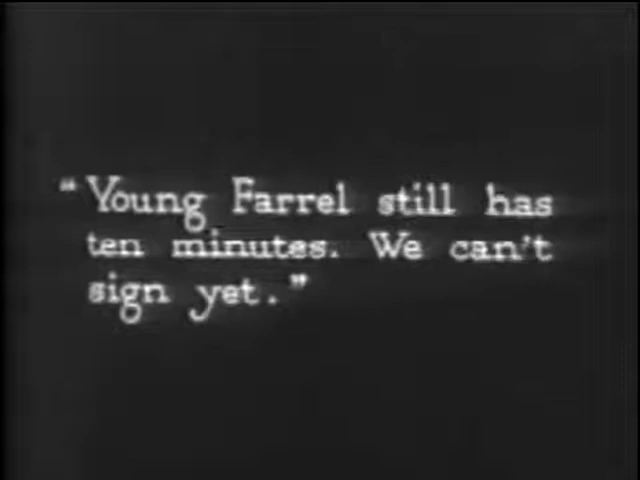 “Young Farrel still has
ten minutes. We can't
sign yet.”